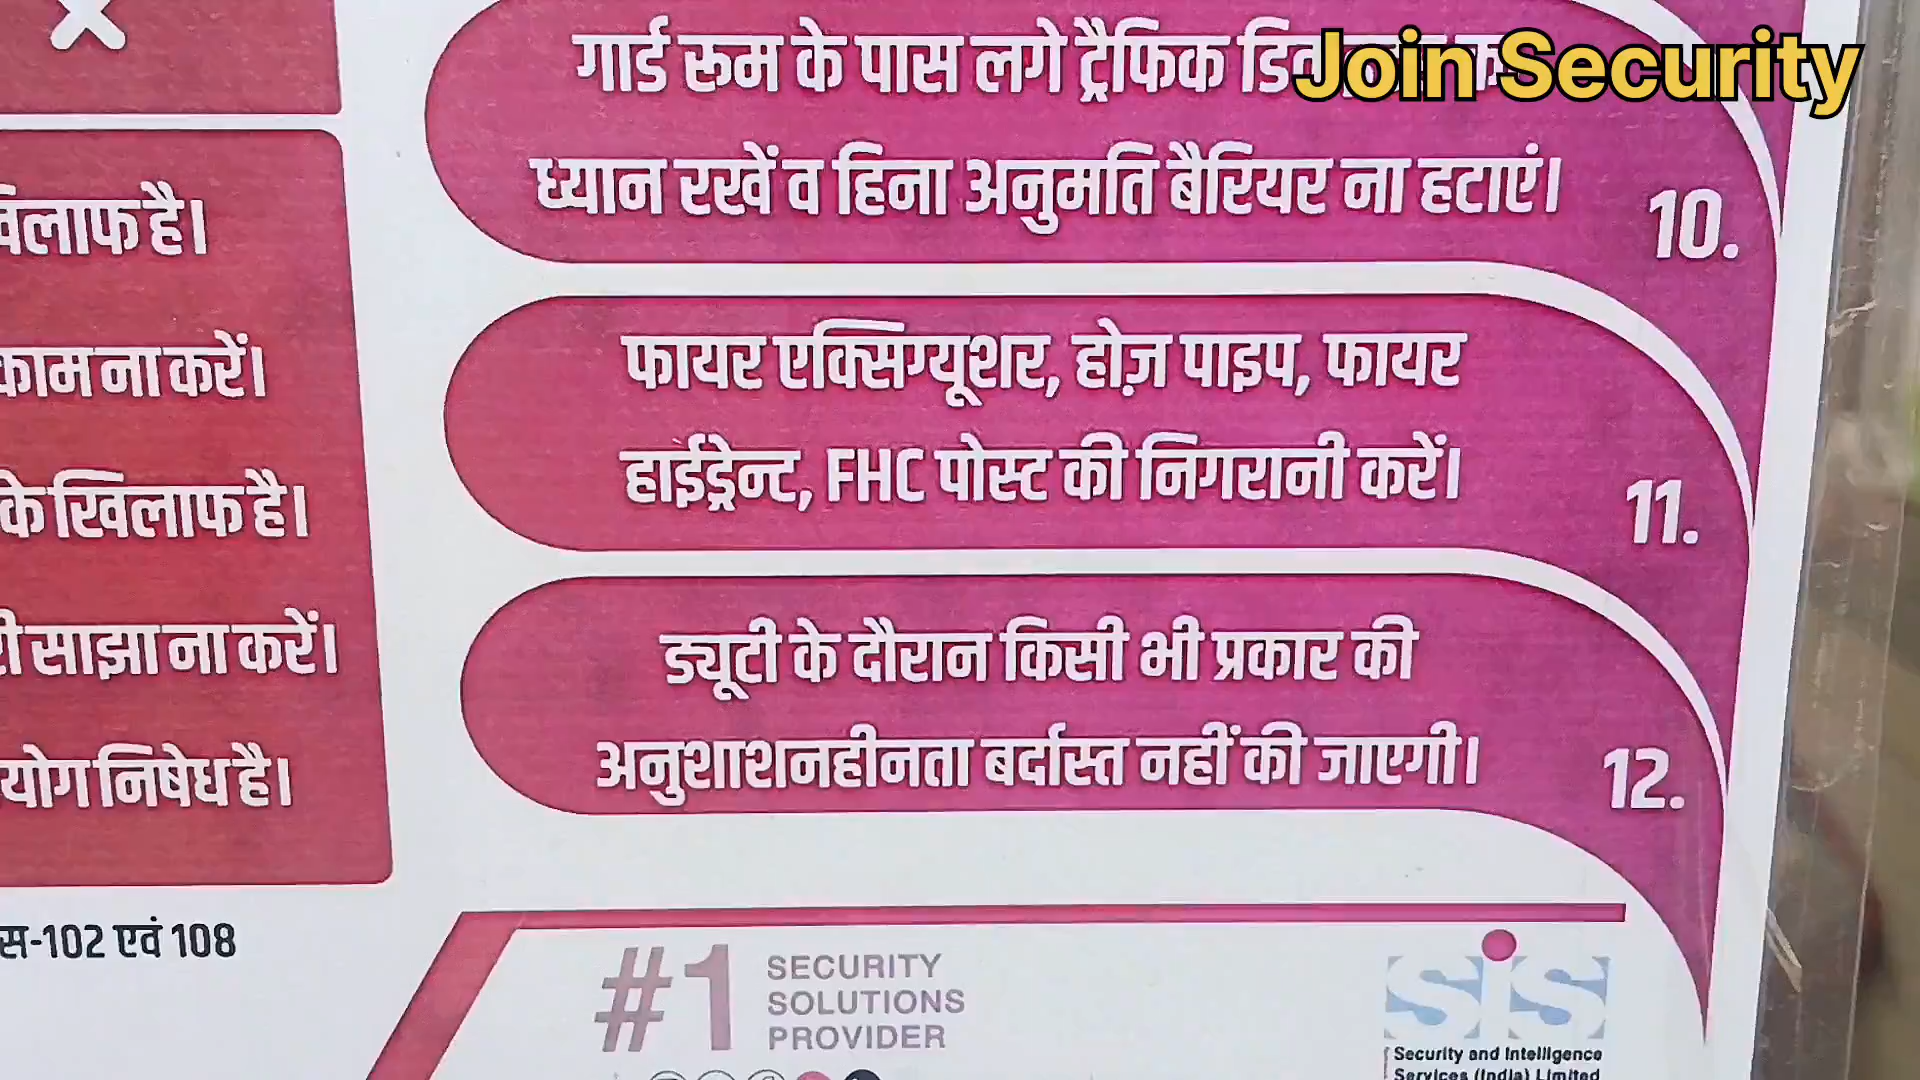 Join Security
गार्ड रूम के पास लगे ट्रैफिक
ध्यान रखें व हिना अनुमति बैरियर ना हटाएं।
10.
फायर एक्सिग्यूशर, होज़ पाइप, फायर
हाईड्रेन्ट, FHC पोस्ट की निगरानी करें।
11.
ड्यूटी के दौरान किसी भी प्रकार की
अनुशाशनहीनता बर्दास्त नहीं की जाएगी।
12.
है।
काम ना करें।
के खिलाफ है।
साझा ना करें।
निषेध है।
102 एवं 108
#1 SECURITY
SOLUTIONS
PROVIDER
SIS
Security and Intelligence
Services (India) Limited